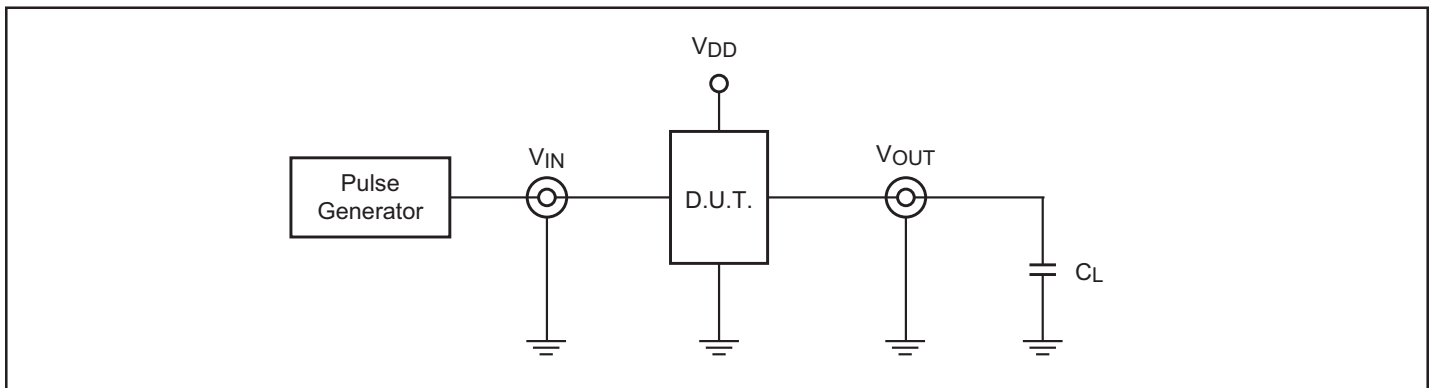 VDD
VIN
VOUT
Pulse
Generator
D.U.T.
CL